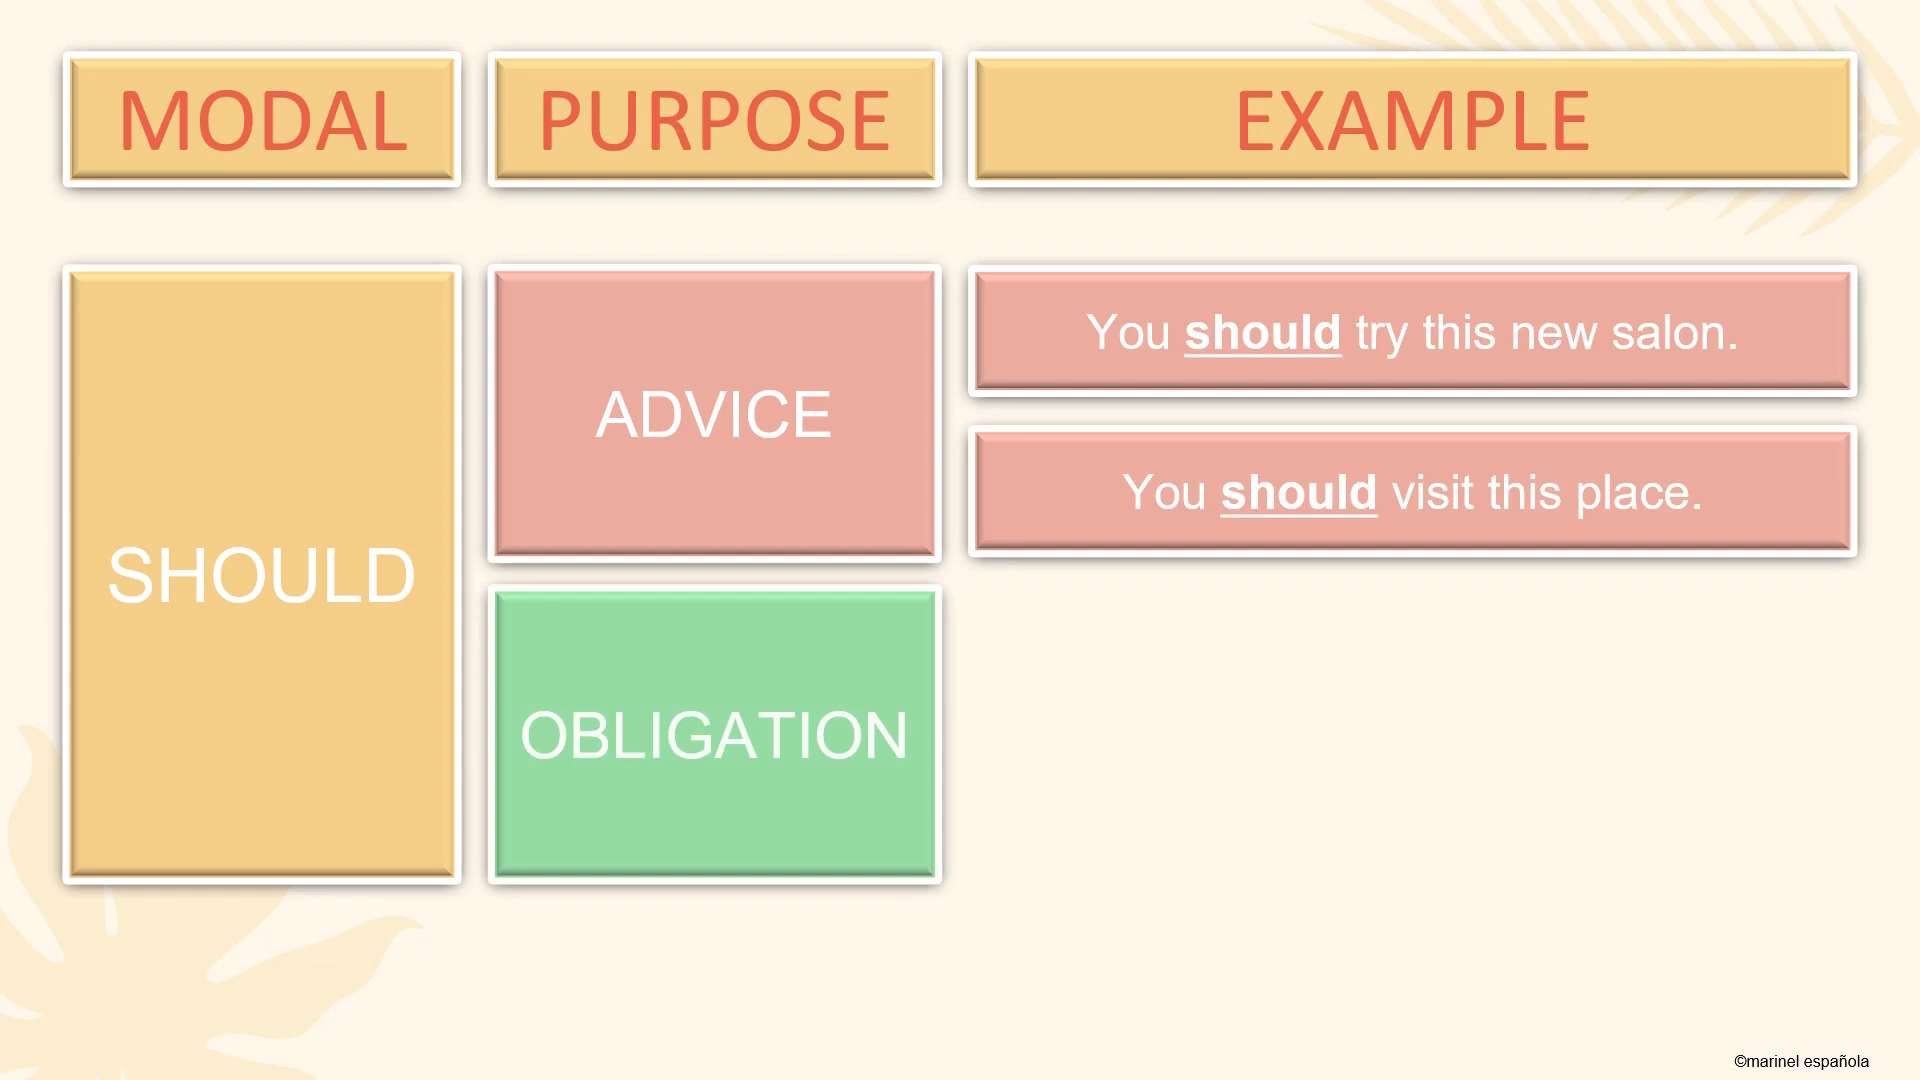 MODAL
PURPOSE
EXAMPLE
SHOULD
ADVICE
You should try this new salon.
You should visit this place.
OBLIGATION
©marinel española